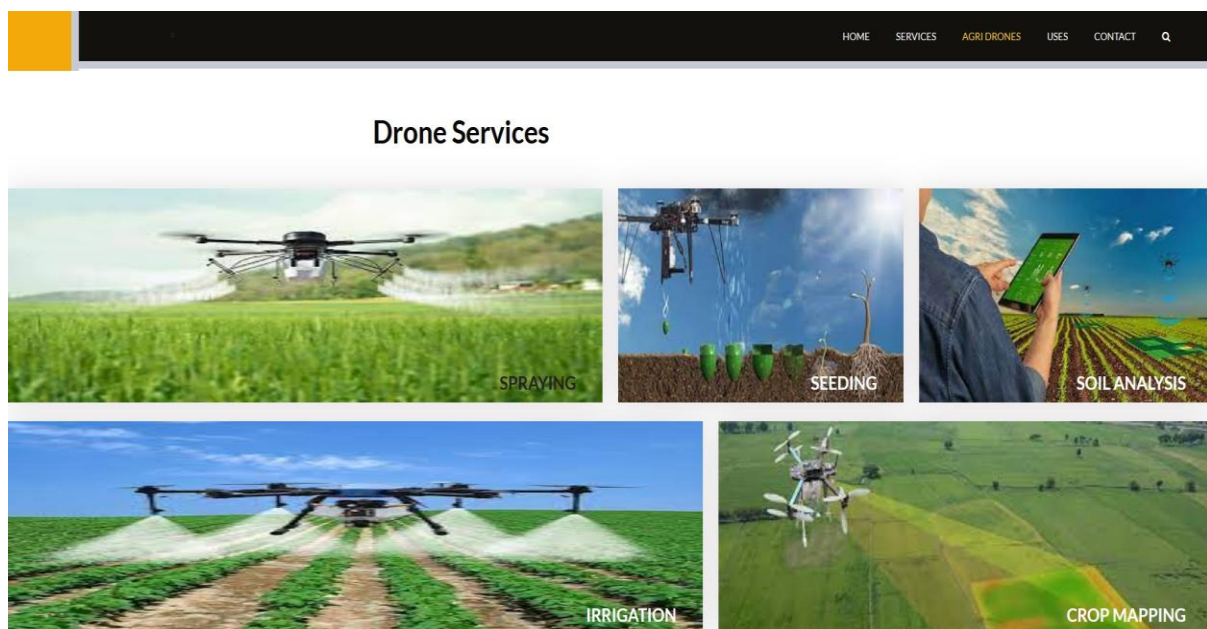 HOME SERVICES AGRI DRONES USES CONTACT
Drone Services
SPRAYING
SEEDING
SOIL ANALYSIS
IRRIGATION
CROP MAPPING